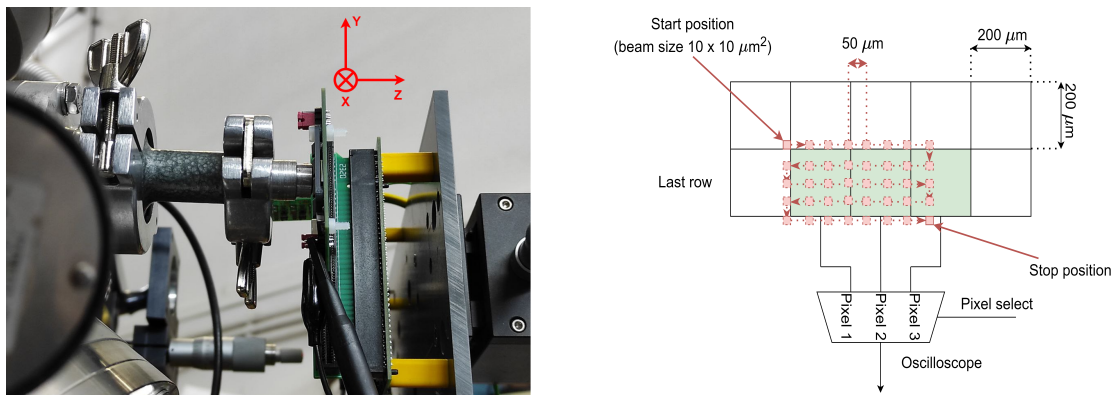 Y
Z
X
0232
Start position
(beam size 10 x 10 μm²)
50 μm
200 μm
200 μm
Last row
Stop position
Pixel 1
Pixel 2
Pixel 3
Pixel select
Oscilloscope